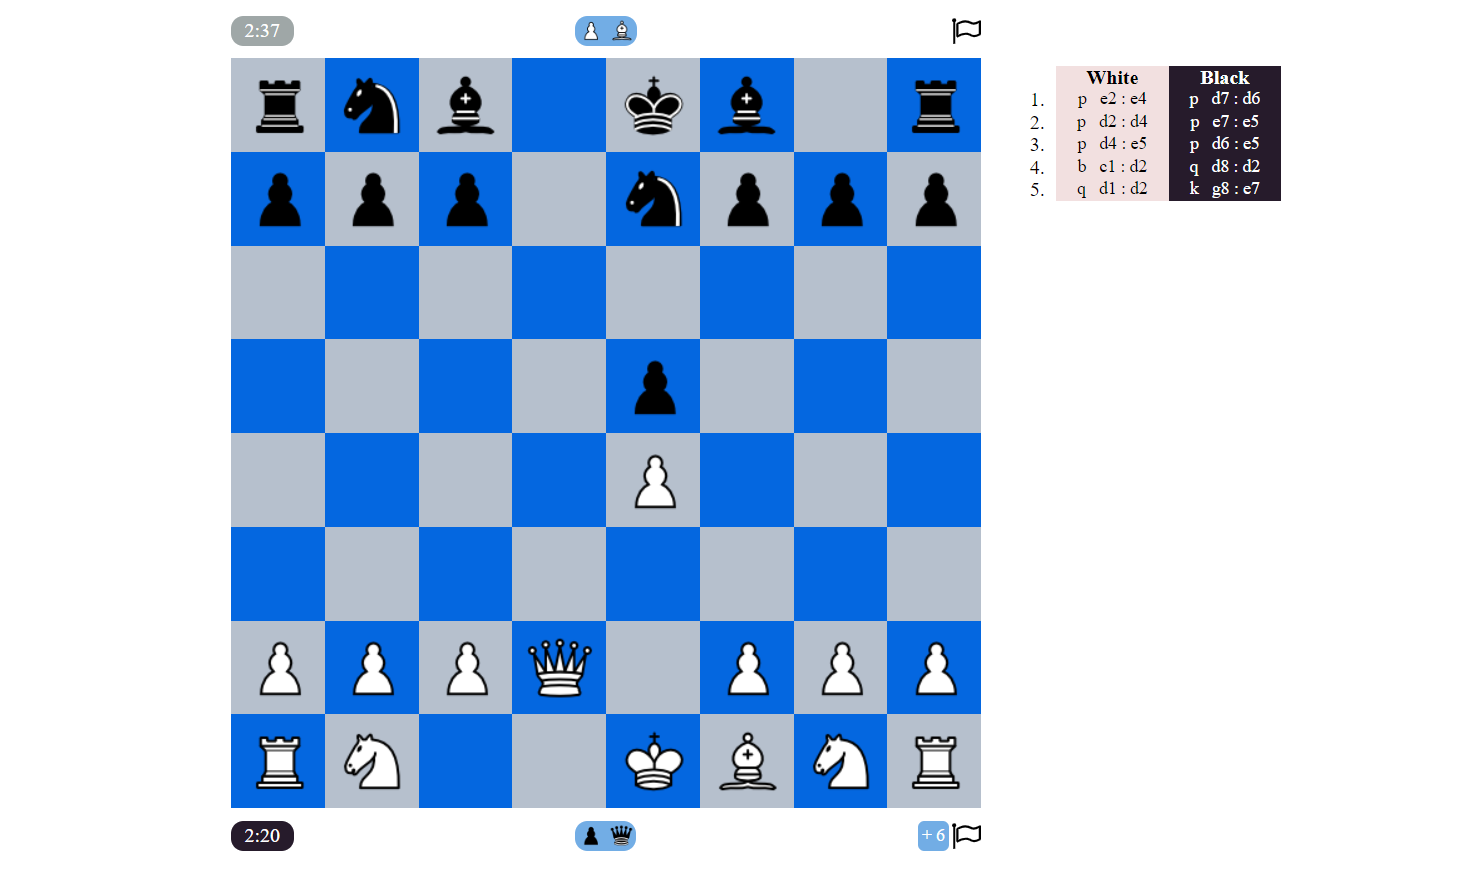 2:37
White Black
1. p e2 : e4 p d7 : d6
2. p d2 : d4 p e7 : e5
3. p d4 : e5 p d6 : e5
4. b c1 : d2 q d8 : d2
5. q d1 : d2 k g8 : e7
2:20 + 6